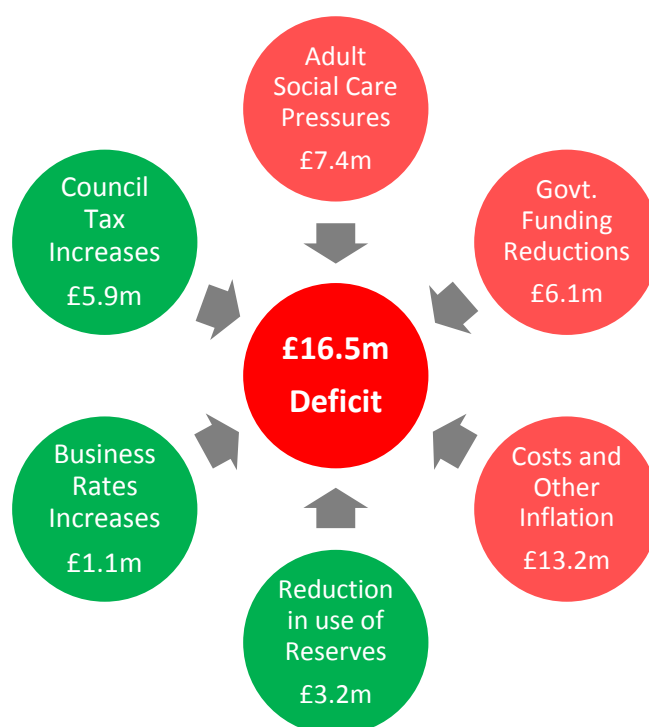 Adult
Social Care
Pressures
£7.4m
Council
Tax
Increases
£5.9m
Govt.
Funding
Reductions
£6.1m
£16.5m
Deficit
Business
Rates
Increases
£1.1m
Costs and
Other
Inflation
£13.2m
Reduction
in use of
Reserves
£3.2m